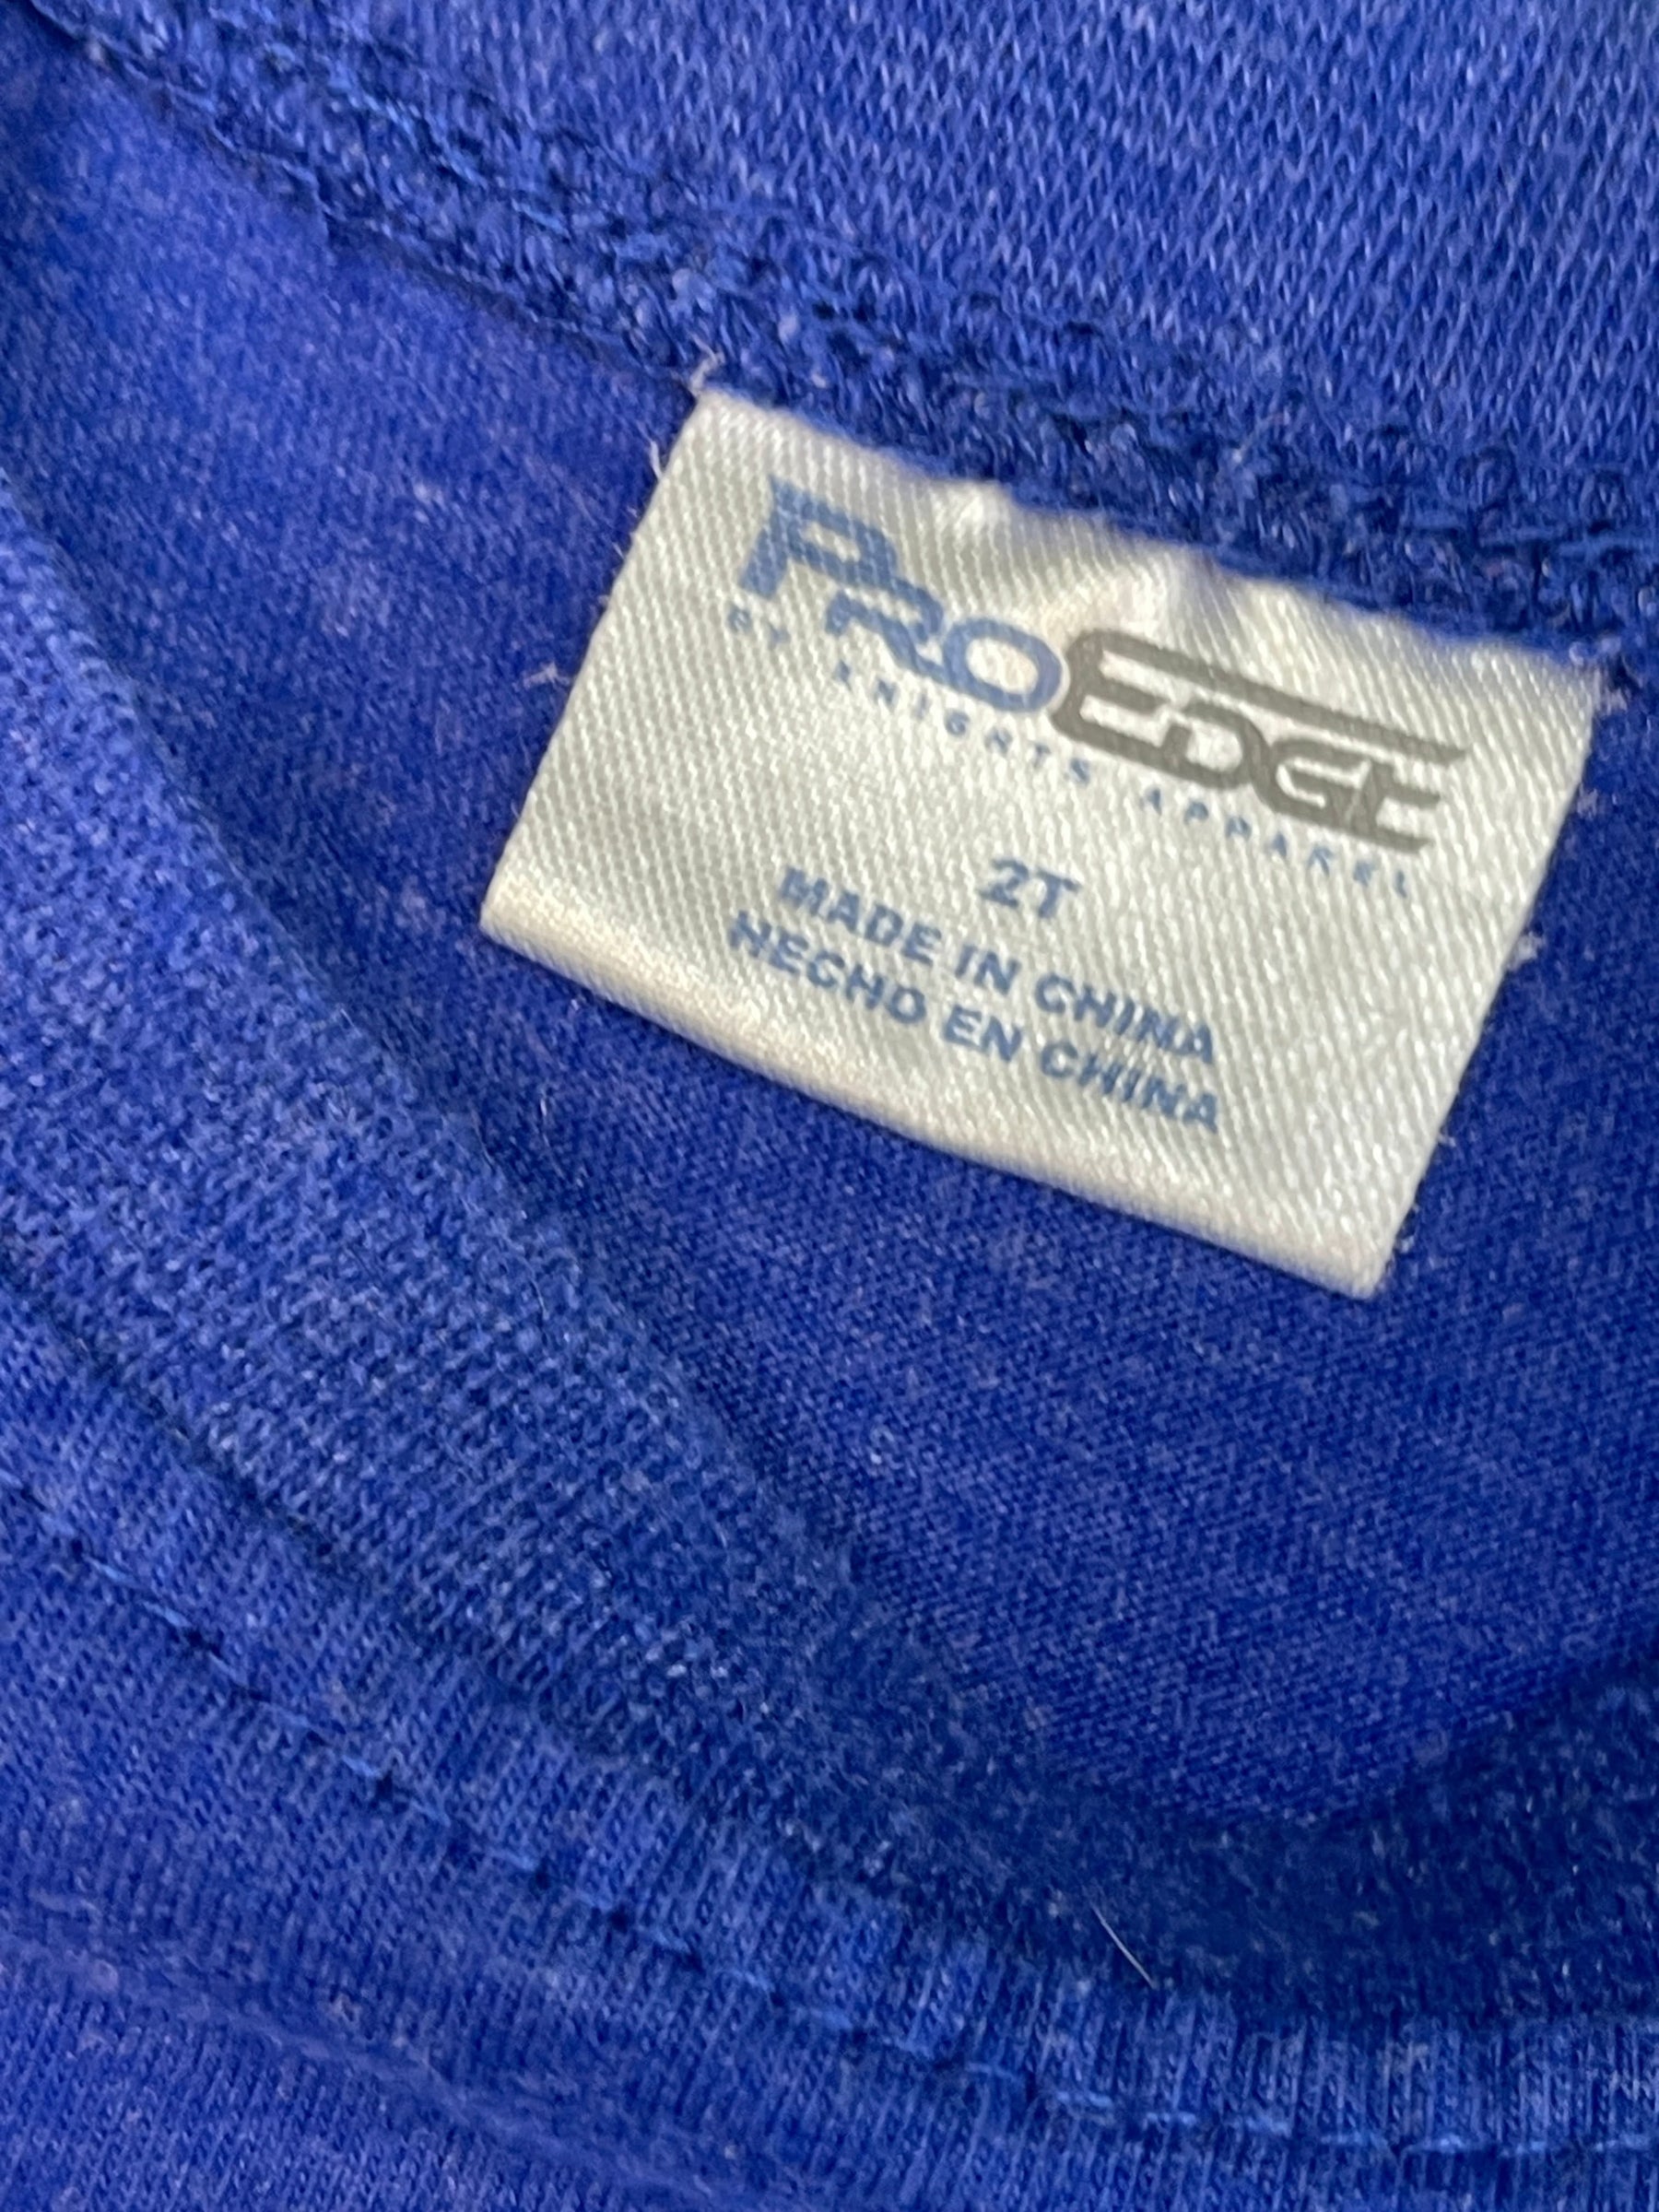 PROEDGE
BY KNIGHTS APPAREL
2T
MADE IN CHINA
HECHO EN CHINA